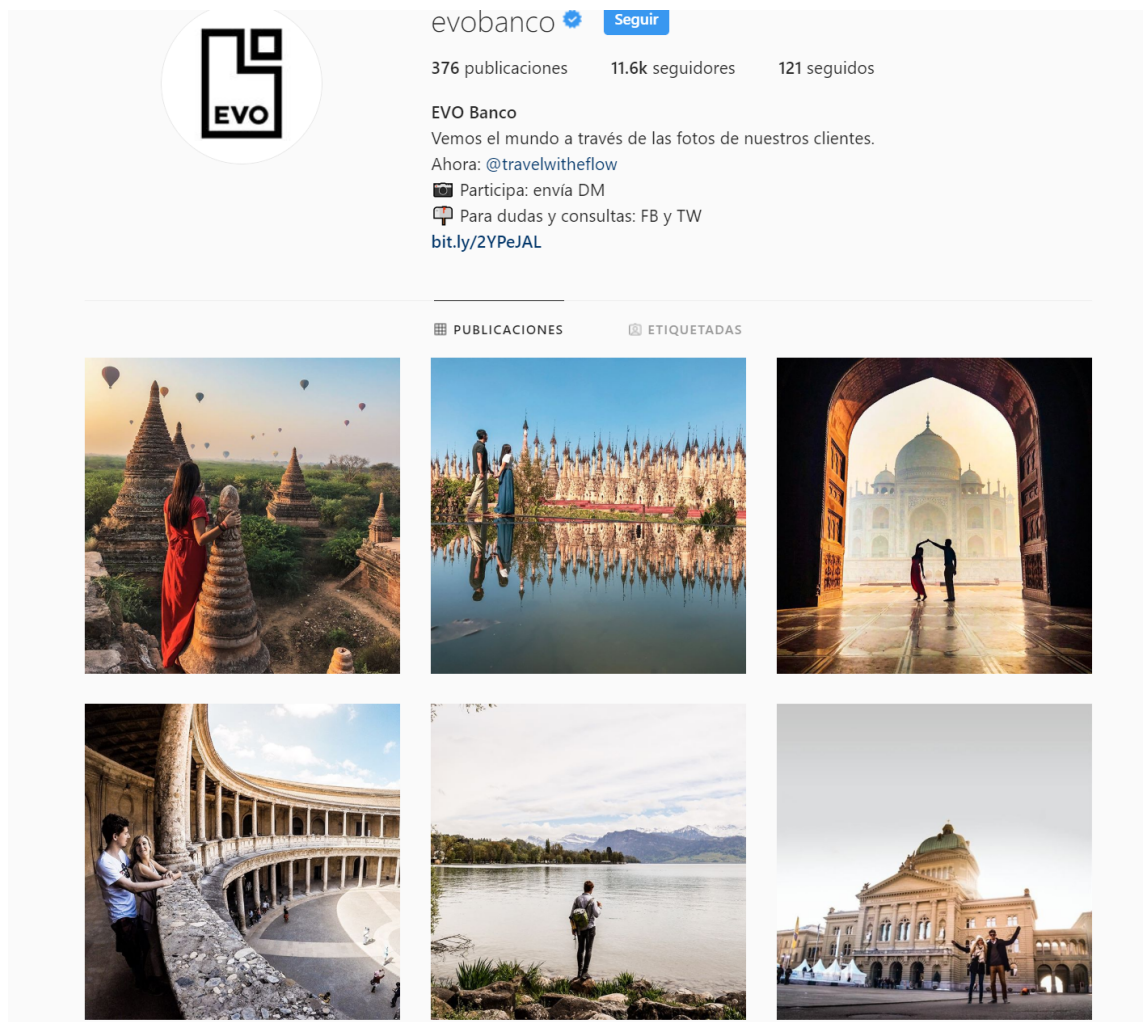 evobanco Seguir
376 publicaciones 11.6k seguidores 121 seguidos
EVO
EVO Banco
Vemos el mundo a través de las fotos de nuestros clientes.
Ahora: @travelwitheflow
Participa: envía DM
Para dudas y consultas: FB y TW
bit.ly/2YPeJAL
PUBLICACIONES ETIQUETADAS